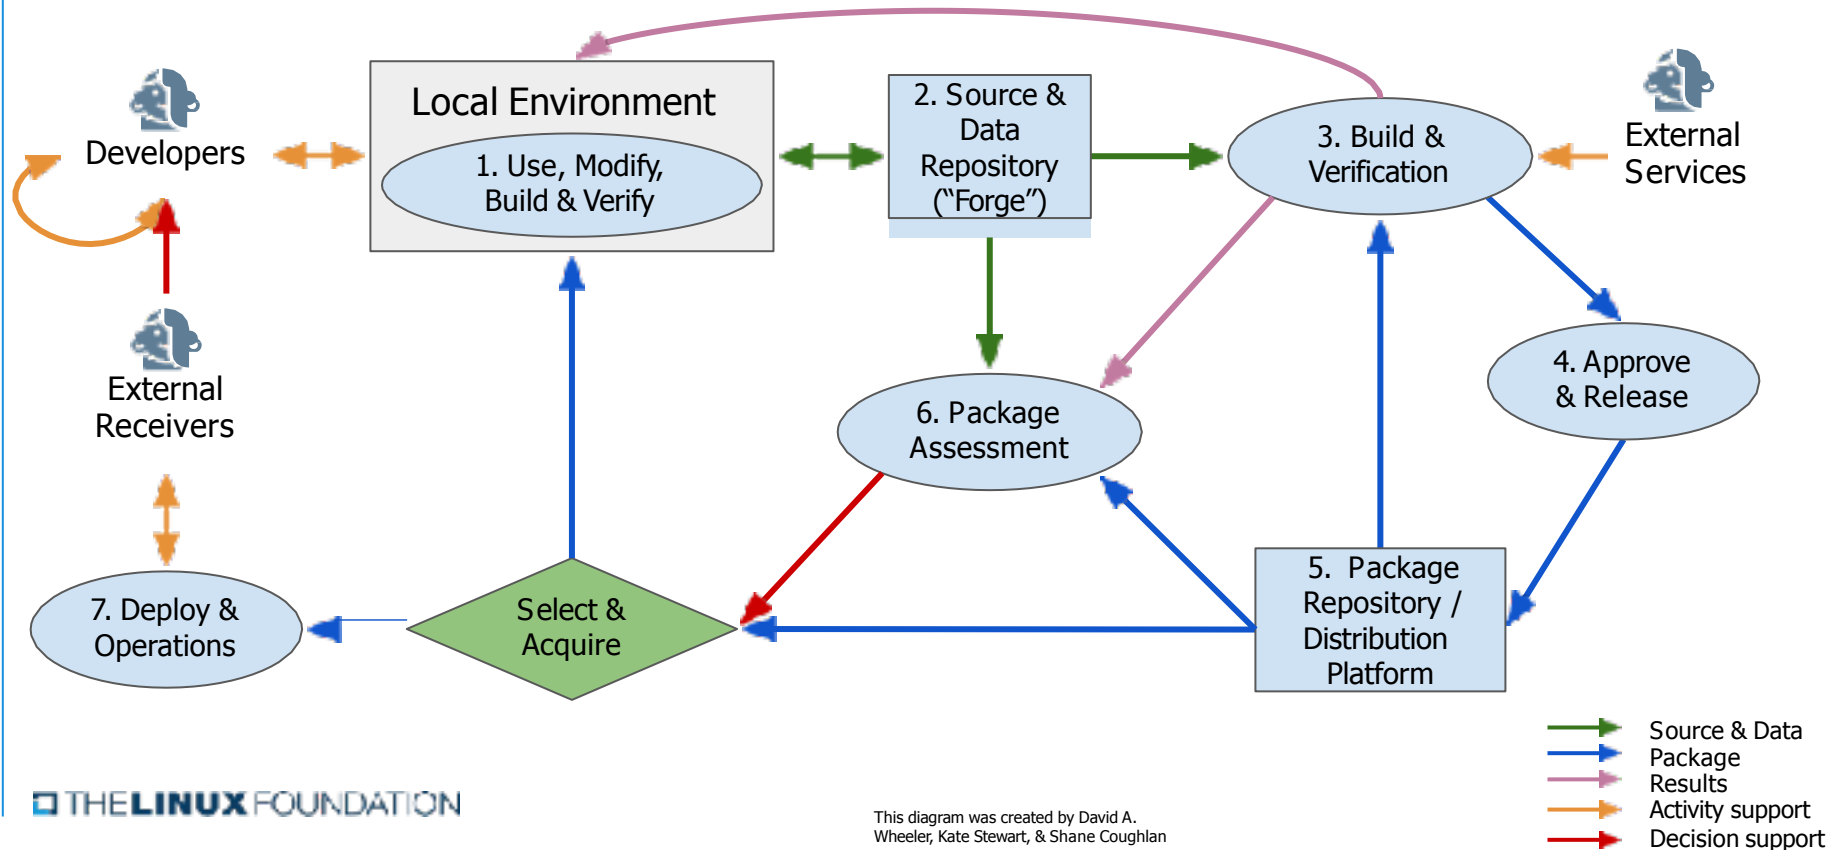 Developers
Local Environment
1. Use, Modify,
Build & Verify
2. Source &
Data
Repository
(“Forge”)
3. Build &
Verification
External
Services
External
Receivers
4. Approve
& Release
6. Package
Assessment
7. Deploy &
Operations
Select &
Acquire
5. Package
Repository /
Distribution
Platform
Source & Data
Package
Results
Activity support
Decision support
THE LINUX FOUNDATION
This diagram was created by David A.
Wheeler, Kate Stewart, & Shane Coughlan